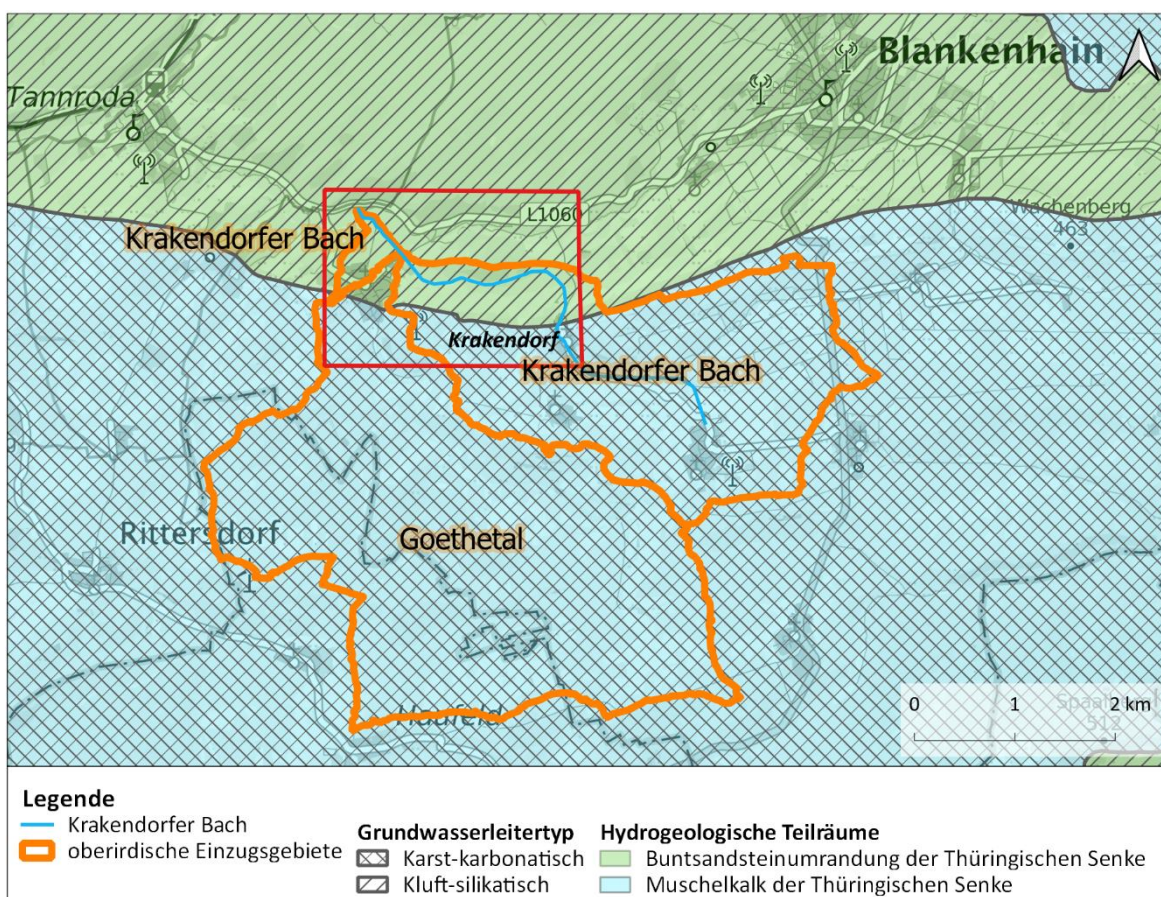 Blankenhain
Tannroda
L1060
Wachenberg
463
Krakendorfer Bach
Krakendorf
Krakendorfer Bach
Rittersdorf
Goethetal
Haufeld
0 1 2 km
512
Legende
Krakendorfer Bach
oberirdische Einzugsgebiete
Grundwasserleitertyp
Karst-karbonatisch
Kluft-silikatisch
Hydrogeologische Teilräume
Buntsandsteinumrandung der Thüringischen Senke
Muschelkalk der Thüringischen Senke